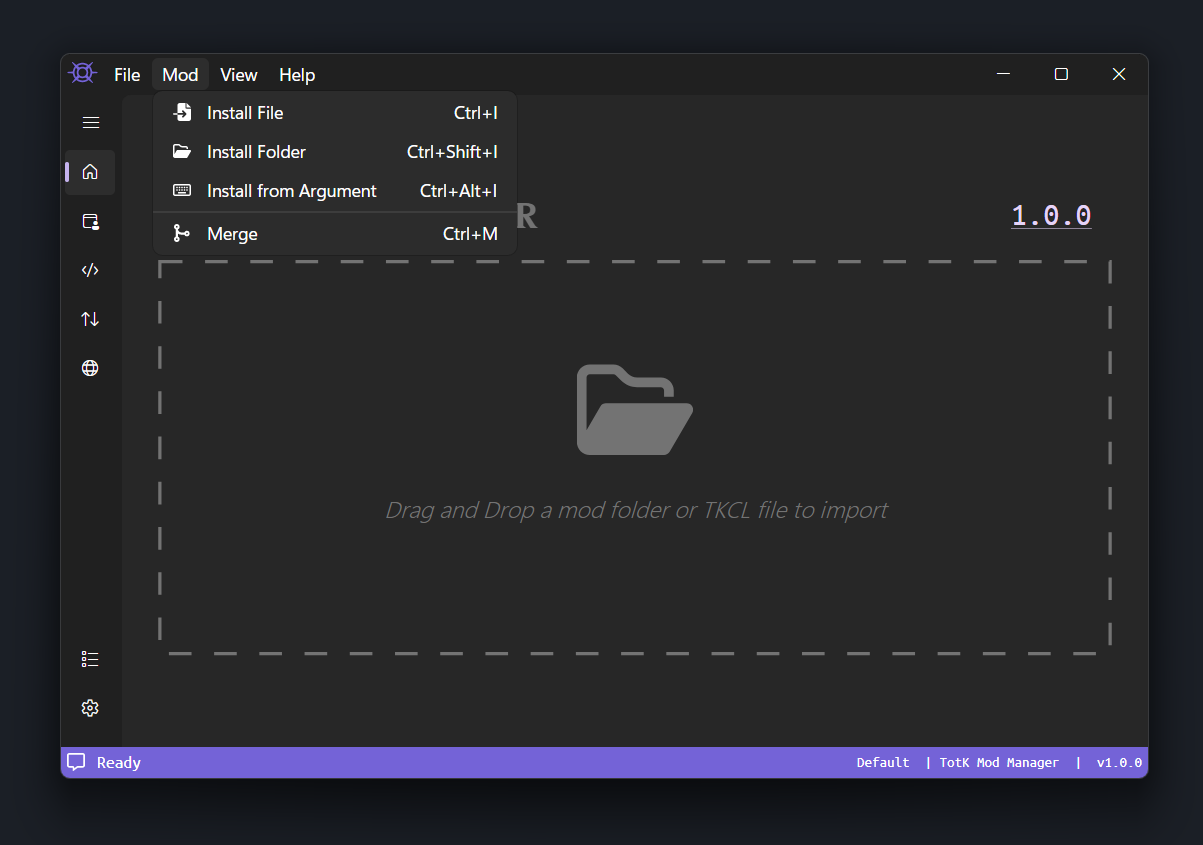 File Mod View Help
Install File Ctrl+I
Install Folder Ctrl+Shift+I
Install from Argument Ctrl+Alt+I
R 1.0.0
Merge Ctrl+M
Drag and Drop a mod folder or TKCL file to import
Ready Default | TotK Mod Manager | v1.0.0